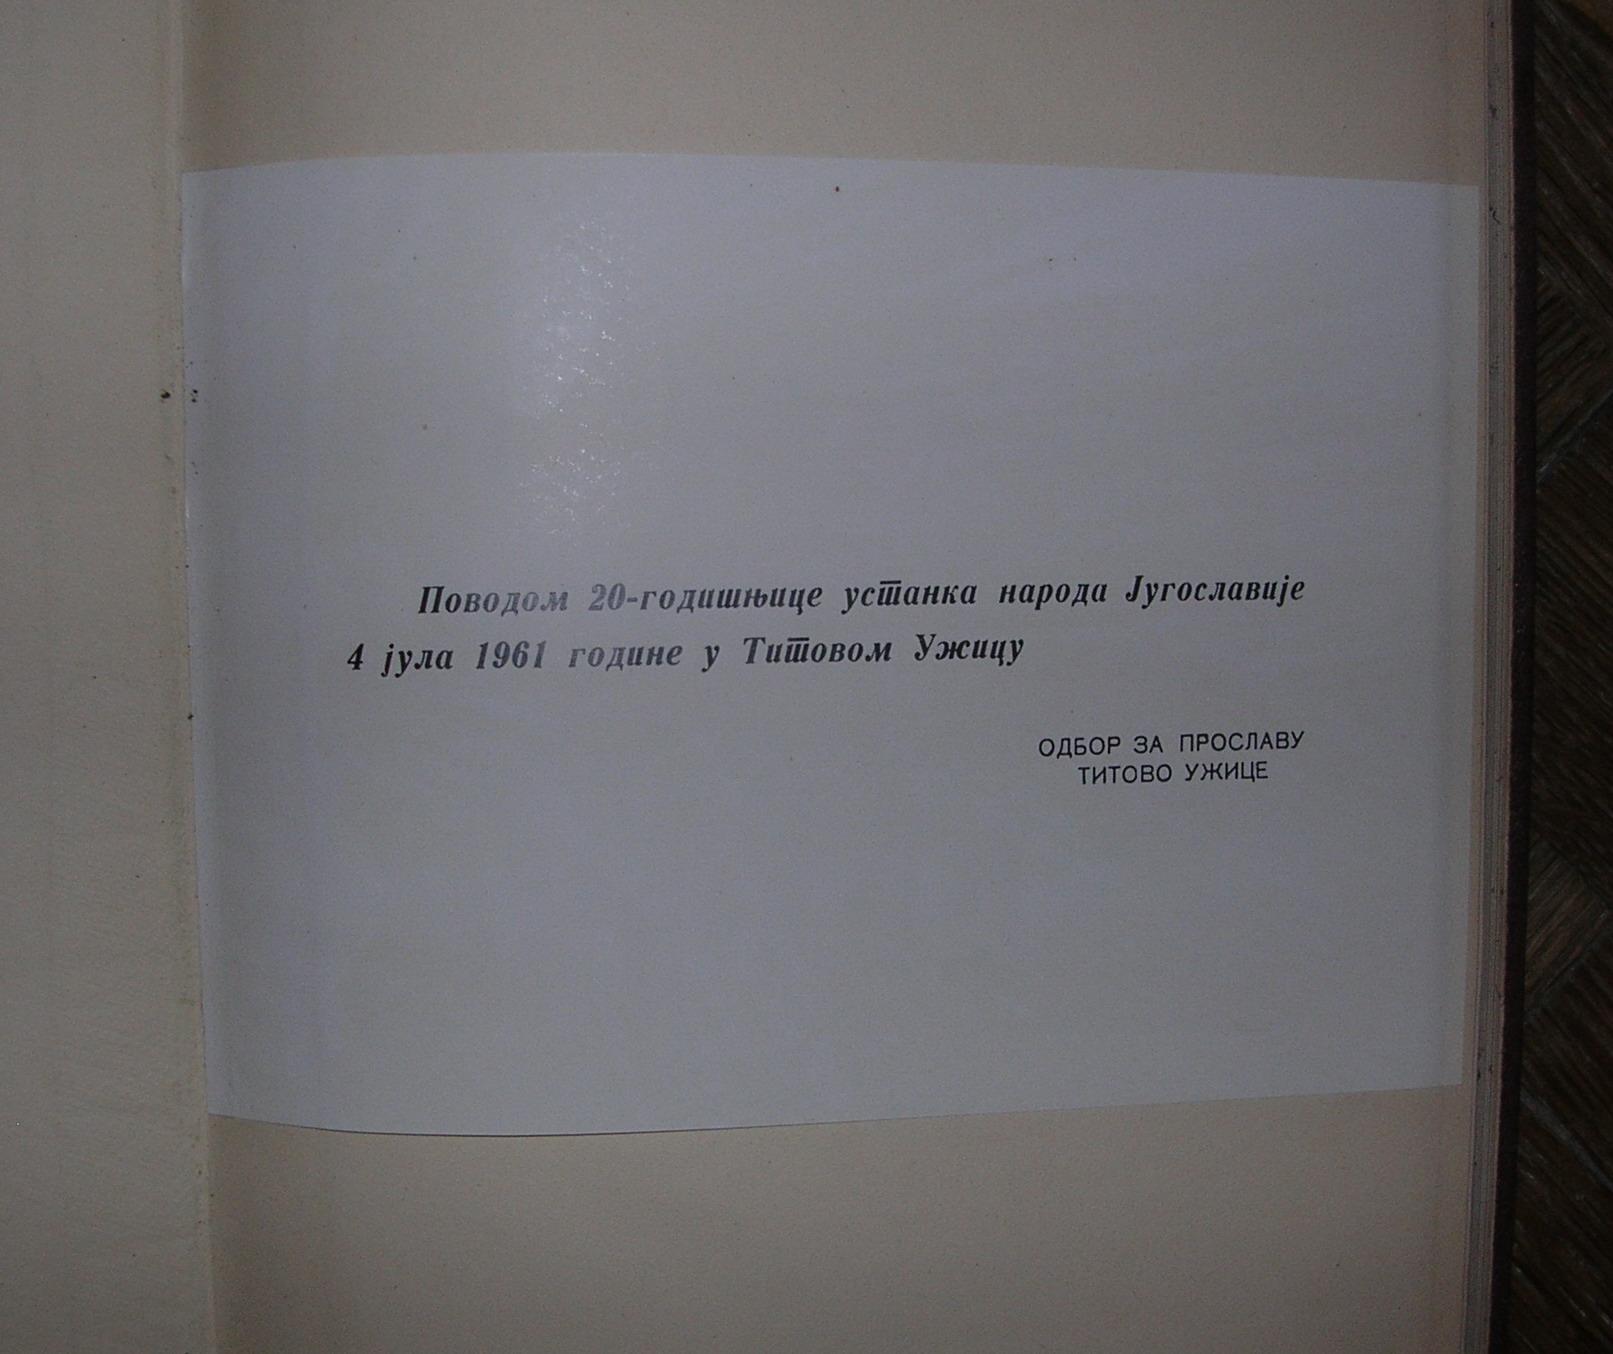 Поводом 20-годишњице устанка народа Југославије
4 јула 1961 године у Титовом Ужицу
ОДБОР ЗА ПРОСЛАВУ
ТИТОВО УЖИЦЕ